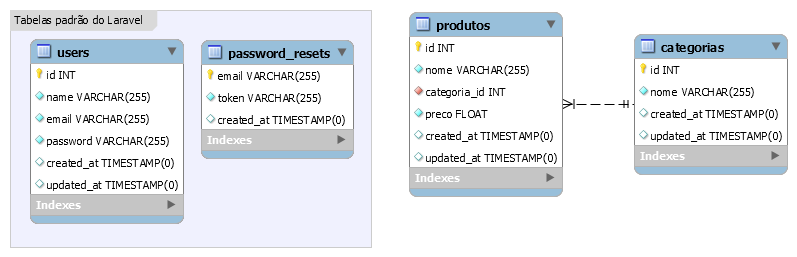 Tabelas padrão do Laravel
users
id INT
name VARCHAR(255)
email VARCHAR(255)
password VARCHAR(255)
created_at TIMESTAMP(0)
updated_at TIMESTAMP(0)
Indexes
password_resets
email VARCHAR(255)
token VARCHAR(255)
created_at TIMESTAMP(0)
Indexes
produtos
id INT
nome VARCHAR(255)
categoria_id INT
preco FLOAT
created_at TIMESTAMP(0)
updated_at TIMESTAMP(0)
Indexes
categorias
id INT
nome VARCHAR(255)
created_at TIMESTAMP(0)
updated_at TIMESTAMP(0)
Indexes